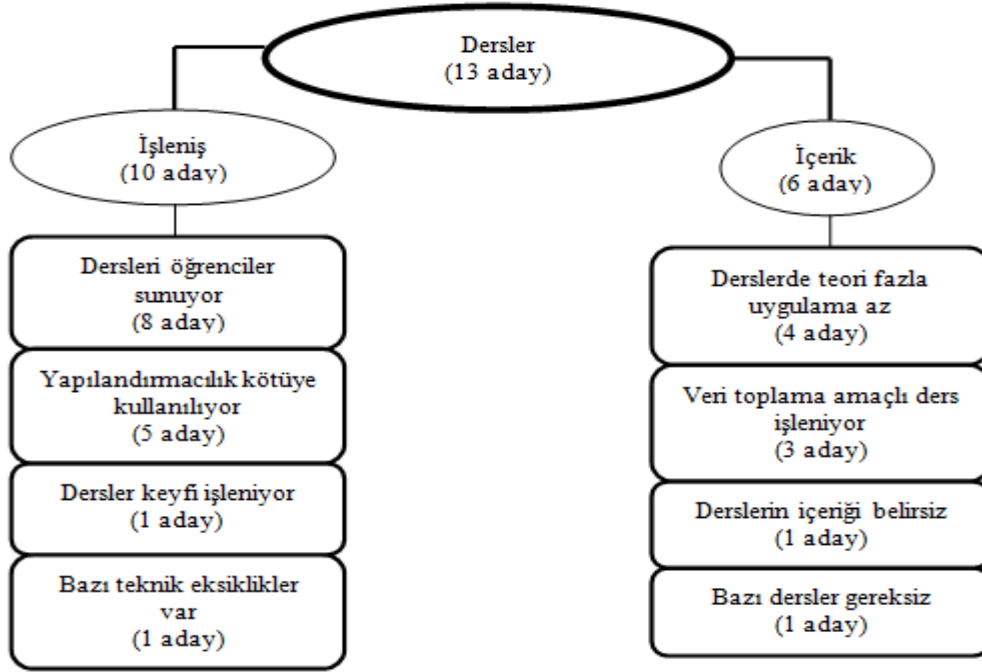 Dersler
(13 aday)
İşleniş
(10 aday)
Dersleri öğrenciler
sunuyor
(8 aday)
Yapılandırmacılık kötüye
kullanılıyor
(5 aday)
Dersler keyfi işleniyor
(1 aday)
Bazı teknik eksiklikler
var
(1 aday)
İçerik
(6 aday)
Derslerde teori fazla
uygulama az
(4 aday)
Veri toplama amaçlı ders
işleniyor
(3 aday)
Derslerin içeriği belirsiz
(1 aday)
Bazı dersler gereksiz
(1 aday)